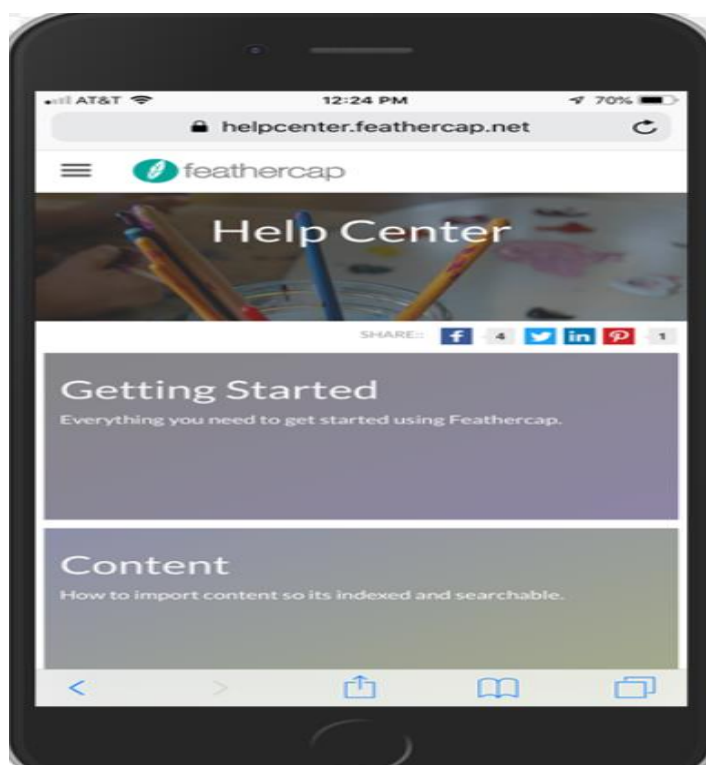 AT&T 12:24 PM 70%
helpcenter.feathercap.net
feathercap
Help Center
SHARE: f 4 in 1
Getting Started
Everything you need to get started using Feathercap.
Content
How to import content so its indexed and searchable.